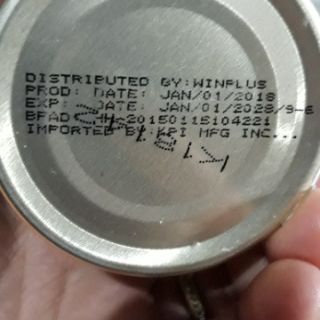 DISTRIBUTED BY: WINPLUS
PROD: DATE: JAN/01/2018
EXP: DATE: JAN/01/2028/9-6
BFAD 20150115104221
IMPORTED BY: KPI MFG INC...